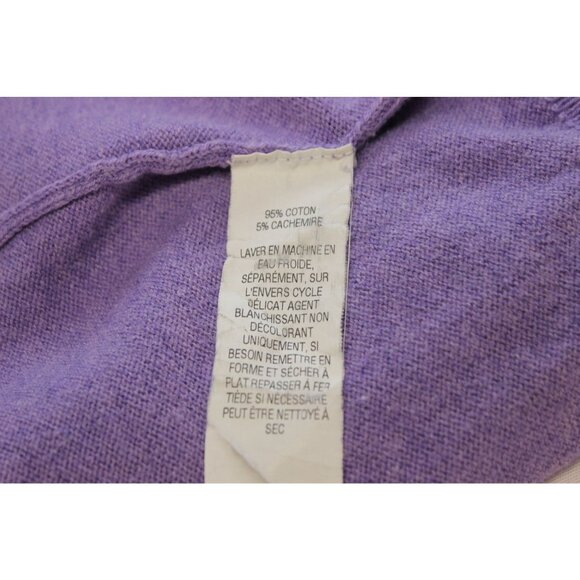 95% COTON
5% CACHEMIRE
LAVER EN MACHINE EN
EAU FROIDE,
SÉPARÉMENT, SUR
L'ENVERS CYCLE
DÉLICAT AGENT
BLANCHISSANT NON
DÉCOLORANT
UNIQUEMENT, SI
BESOIN REMETTRE EN
FORME ET SÉCHER À
PLAT REPASSER À FER
TIÈDE SI NÉCESSAIRE
PEUT ÊTRE NETTOYÉ À
SEC